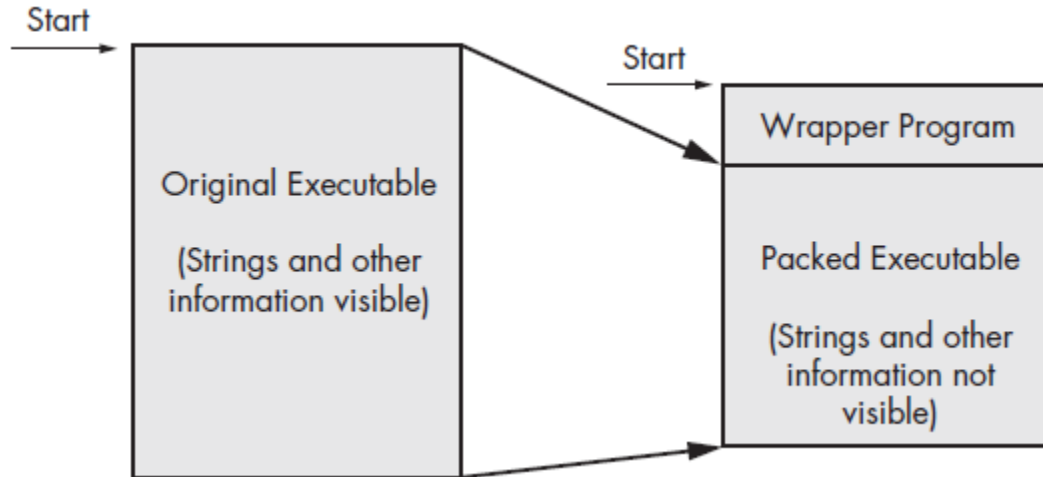 Start
Original Executable
(Strings and other
information visible)
Start
Wrapper Program
Packed Executable
(Strings and other
information not
visible)